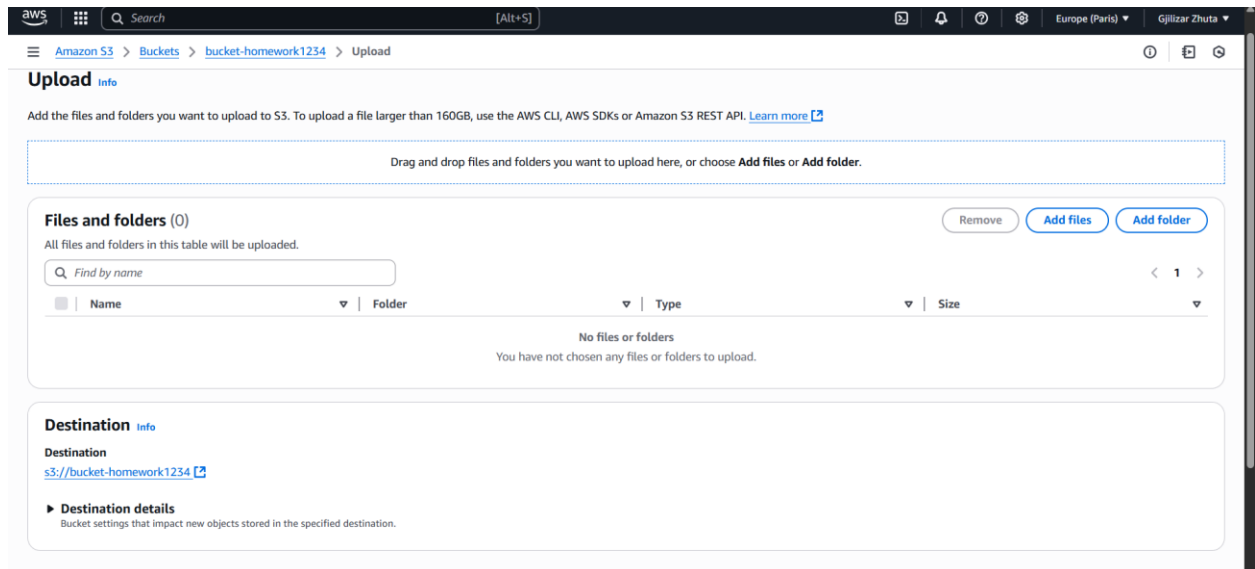 aws Search [Alt+S] Europe (Paris) Gjilizar Zhuta
Amazon S3 > Buckets > bucket-homework1234 > Upload
Upload Info
Add the files and folders you want to upload to S3. To upload a file larger than 160GB, use the AWS CLI, AWS SDKs or Amazon S3 REST API. Learn more
Drag and drop files and folders you want to upload here, or choose Add files or Add folder.
Files and folders (0) Remove Add files Add folder
All files and folders in this table will be uploaded.
Find by name < 1 >
Name Folder Type Size
No files or folders
You have not chosen any files or folders to upload.
Destination Info
Destination
s3://bucket-homework1234
Destination details
Bucket settings that impact new objects stored in the specified destination.